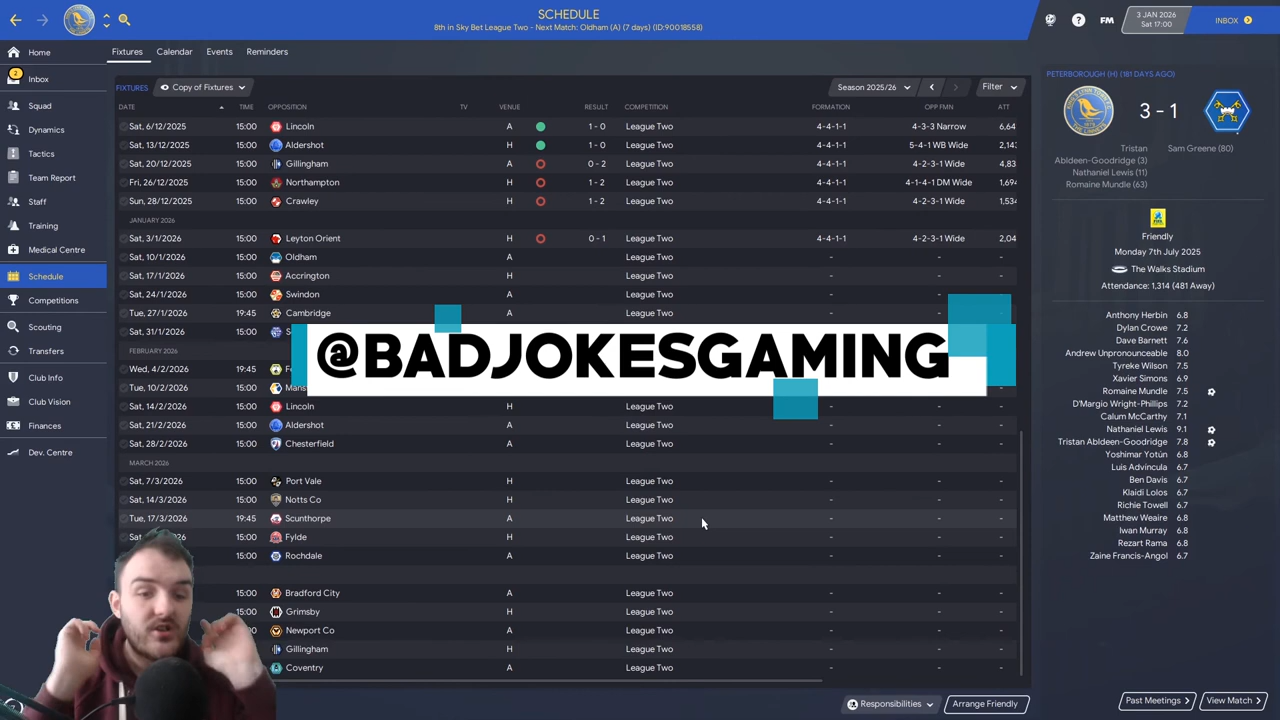 SCHEDULE
8th in Sky Bet League Two - Next Match: Oldham (A) (7 days) (ID:90018558)
FM
3 JAN 2026
Sat 17:00
INBOX
Home
2
Inbox
Squad
Dynamics
Tactics
Team Report
Staff
Training
Medical Centre
Schedule
Competitions
Scouting
Transfers
Club Info
Club Vision
Finances
Dev. Centre
Fixtures Calendar Events Reminders
FIXTURES Copy of Fixtures Season 2025/26 Filter
DATE TIME OPPOSITION TV VENUE RESULT COMPETITION FORMATION OPP FMN ATT
Sat, 6/12/2025 15:00 Lincoln A 1 - 0 League Two 4-4-1-1 4-3-3 Narrow 6,64
Sat, 13/12/2025 15:00 Aldershot H 1 - 0 League Two 4-4-1-1 5-4-1 WB Wide 2,14
Sat, 20/12/2025 15:00 Gillingham A 0 - 2 League Two 4-4-1-1 4-2-3-1 Wide 4,83
Fri, 26/12/2025 15:00 Northampton H 1 - 2 League Two 4-4-1-1 4-1-4-1 DM Wide 1,694
Sun, 28/12/2025 15:00 Crawley H 1 - 2 League Two 4-4-1-1 4-2-3-1 Wide 1,534
JANUARY 2026
Sat, 3/1/2026 15:00 Leyton Orient H 0 - 1 League Two 4-4-1-1 4-2-3-1 Wide 2,04
Sat, 10/1/2026 15:00 Oldham A League Two - - -
Sat, 17/1/2026 15:00 Accrington H League Two - - -
Sat, 24/1/2026 15:00 Swindon A League Two - - -
Tue, 27/1/2026 19:45 Cambridge A League Two - - -
Sat, 31/1/2026 15:00
FEBRUARY 2026
Wed, 4/2/2026 19:45
Tue, 10/2/2026 15:00
@BADJOKESGAMING
Sat, 14/2/2026 15:00 Lincoln H League Two - - -
Sat, 21/2/2026 15:00 Aldershot A League Two - - -
Sat, 28/2/2026 15:00 Chesterfield A League Two - - -
MARCH 2026
Sat, 7/3/2026 15:00 Port Vale H League Two - - -
Sat, 14/3/2026 15:00 Notts Co H League Two - - -
Tue, 17/3/2026 19:45 Scunthorpe A League Two - - -
15:00 Fylde H League Two - - -
15:00 Rochdale A League Two - - -
15:00 Bradford City A League Two - - -
15:00 Grimsby H League Two - - -
15:00 Newport Co A League Two - - -
15:00 Gillingham H League Two - - -
15:00 Coventry A League Two - - -
Responsibilities Arrange Friendly
PETERBOROUGH (H) (181 DAYS AGO)
3 - 1
Tristan Abldeen-Goodridge (3)
Nathaniel Lewis (11)
Romaine Mundle (63)
Sam Greene (80)
Friendly
Monday 7th July 2025
The Walks Stadium
Attendance: 1,314 (481 Away)
Anthony Herbin 6.8
Dylan Crowe 7.2
Dave Barnett 7.6
Andrew Unpronounceable 8.0
Tyreke Wilson 7.5
Xavier Simons 6.9
Romaine Mundle 7.5
D'Margio Wright-Phillips 7.2
Calum McCarthy 7.1
Nathaniel Lewis 9.1
Tristan Abldeen-Goodridge 7.8
Yoshimar Yotún 6.8
Luis Advíncula 6.7
Ben Davis 6.7
Klaidi Lolos 6.7
Richie Towell 6.7
Matthew Weaire 6.8
Iwan Murray 6.8
Rezart Rama 6.8
Zaine Francis-Angol 6.7
Past Meetings View Match